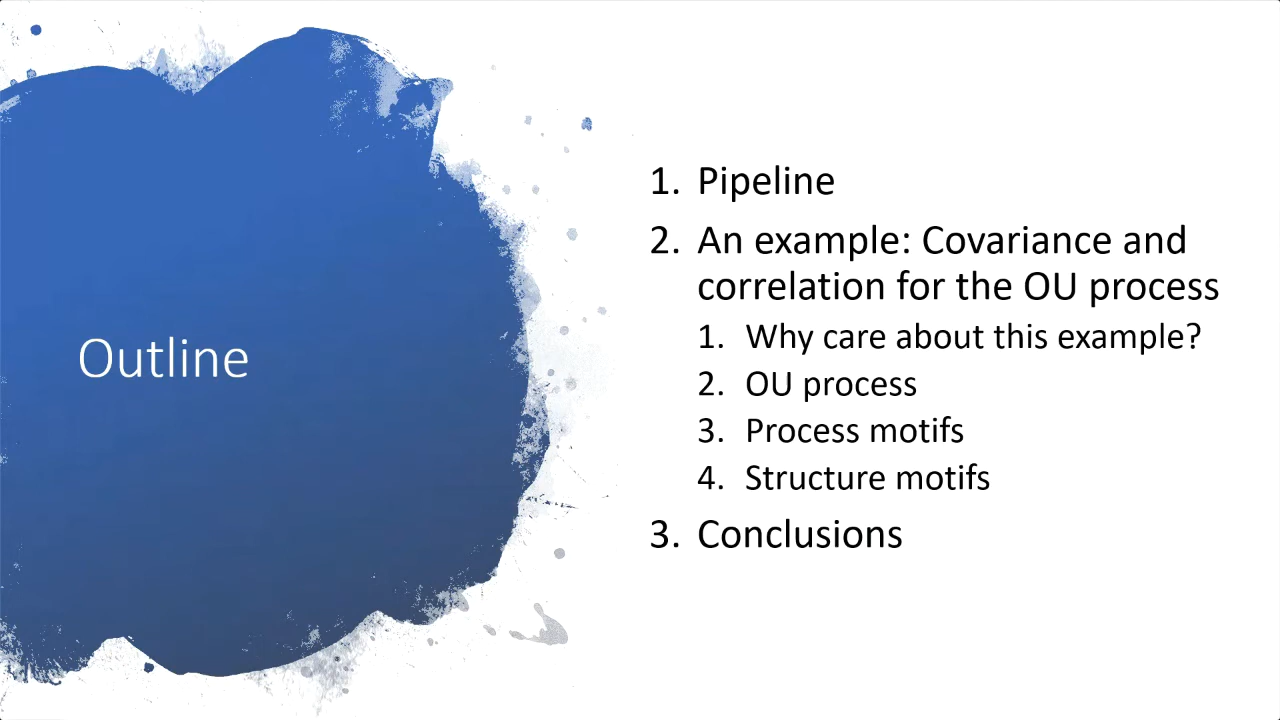 Outline
1. Pipeline
2. An example: Covariance and
correlation for the OU process
1. Why care about this example?
2. OU process
3. Process motifs
4. Structure motifs
3. Conclusions